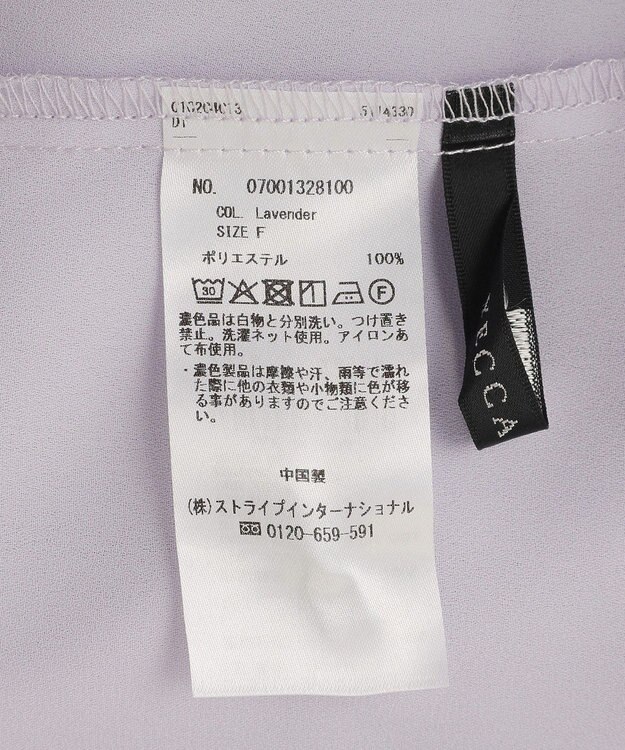 NO. 07001328100
COL. Lavender
SIZE F
ポリエステル 100%
30 F
濃色品は白物と分別洗い。つけ置き
禁止。洗濯ネット使用。アイロンあ
て布使用。
・濃色製品は摩擦や汗、雨等で濡れ
た際に他の衣類や小物類に色が移
る事がありますのでご注意くださ
い。
中国製
(株)ストライプインターナショナル
0120-659-591
CCA